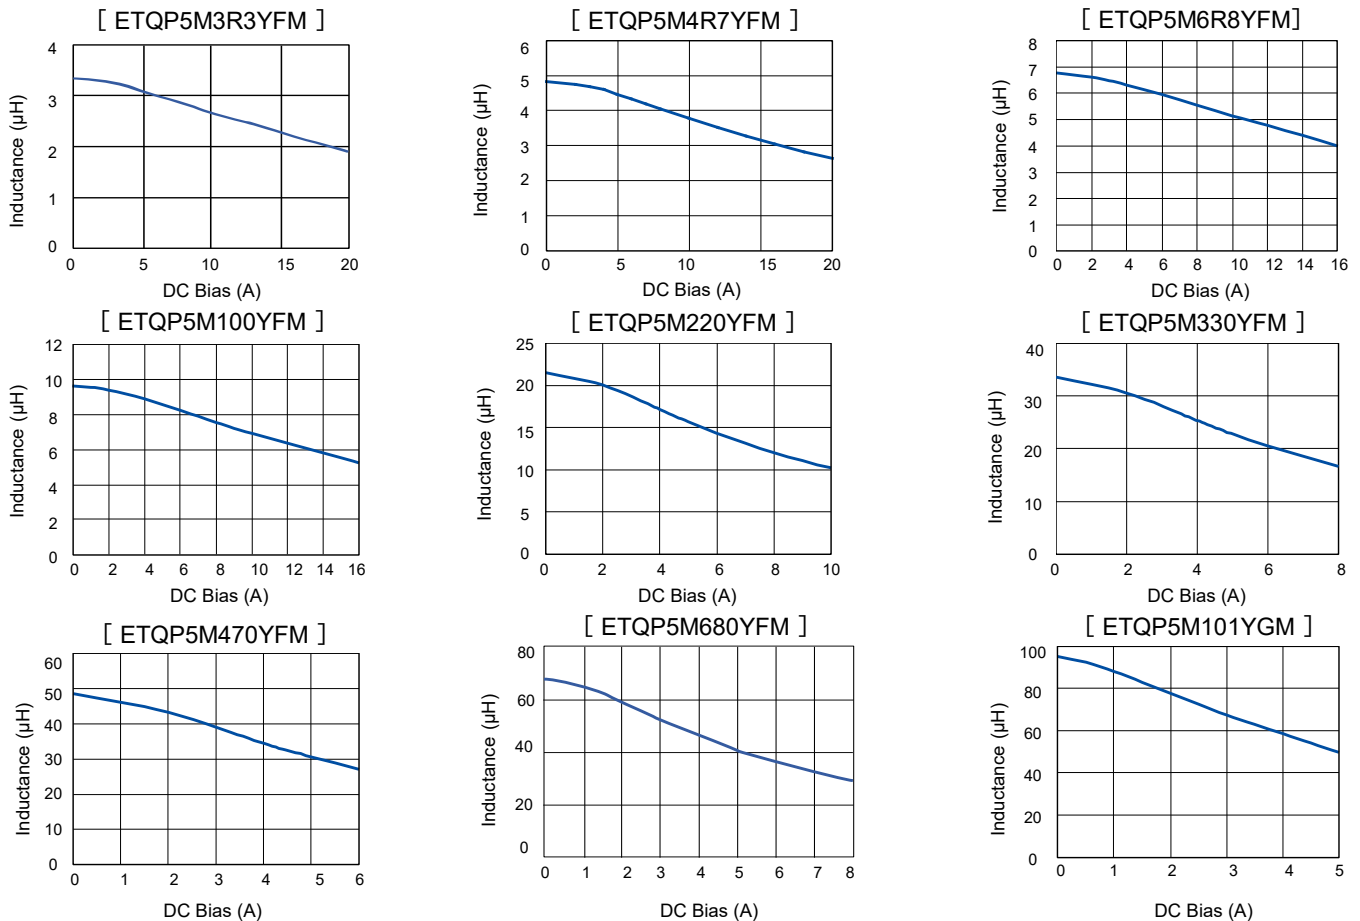 [ ETQP5M3R3YFM ]
Inductance (µH)
4
3
2
1
0
0 5 10 15 20
DC Bias (A)
[ ETQP5M4R7YFM ]
Inductance (µH)
6
5
4
3
2
1
0
0 5 10 15 20
DC Bias (A)
[ ETQP5M6R8YFM]
Inductance (µH)
8
7
6
5
4
3
2
1
0
0 2 4 6 8 10 12 14 16
DC Bias (A)
[ ETQP5M100YFM ]
Inductance (µH)
12
10
8
6
4
2
0
0 2 4 6 8 10 12 14 16
DC Bias (A)
[ ETQP5M220YFM ]
Inductance (µH)
25
20
15
10
5
0
0 2 4 6 8 10
DC Bias (A)
[ ETQP5M330YFM ]
Inductance (µH)
40
30
20
10
0
0 2 4 6 8
DC Bias (A)
[ ETQP5M470YFM ]
Inductance (µH)
60
50
40
30
20
10
0
0 1 2 3 4 5 6
DC Bias (A)
[ ETQP5M680YFM ]
Inductance (µH)
80
60
40
20
0
0 1 2 3 4 5 6 7 8
DC Bias (A)
[ ETQP5M101YGM ]
Inductance (µH)
100
80
60
40
20
0
0 1 2 3 4 5
DC Bias (A)